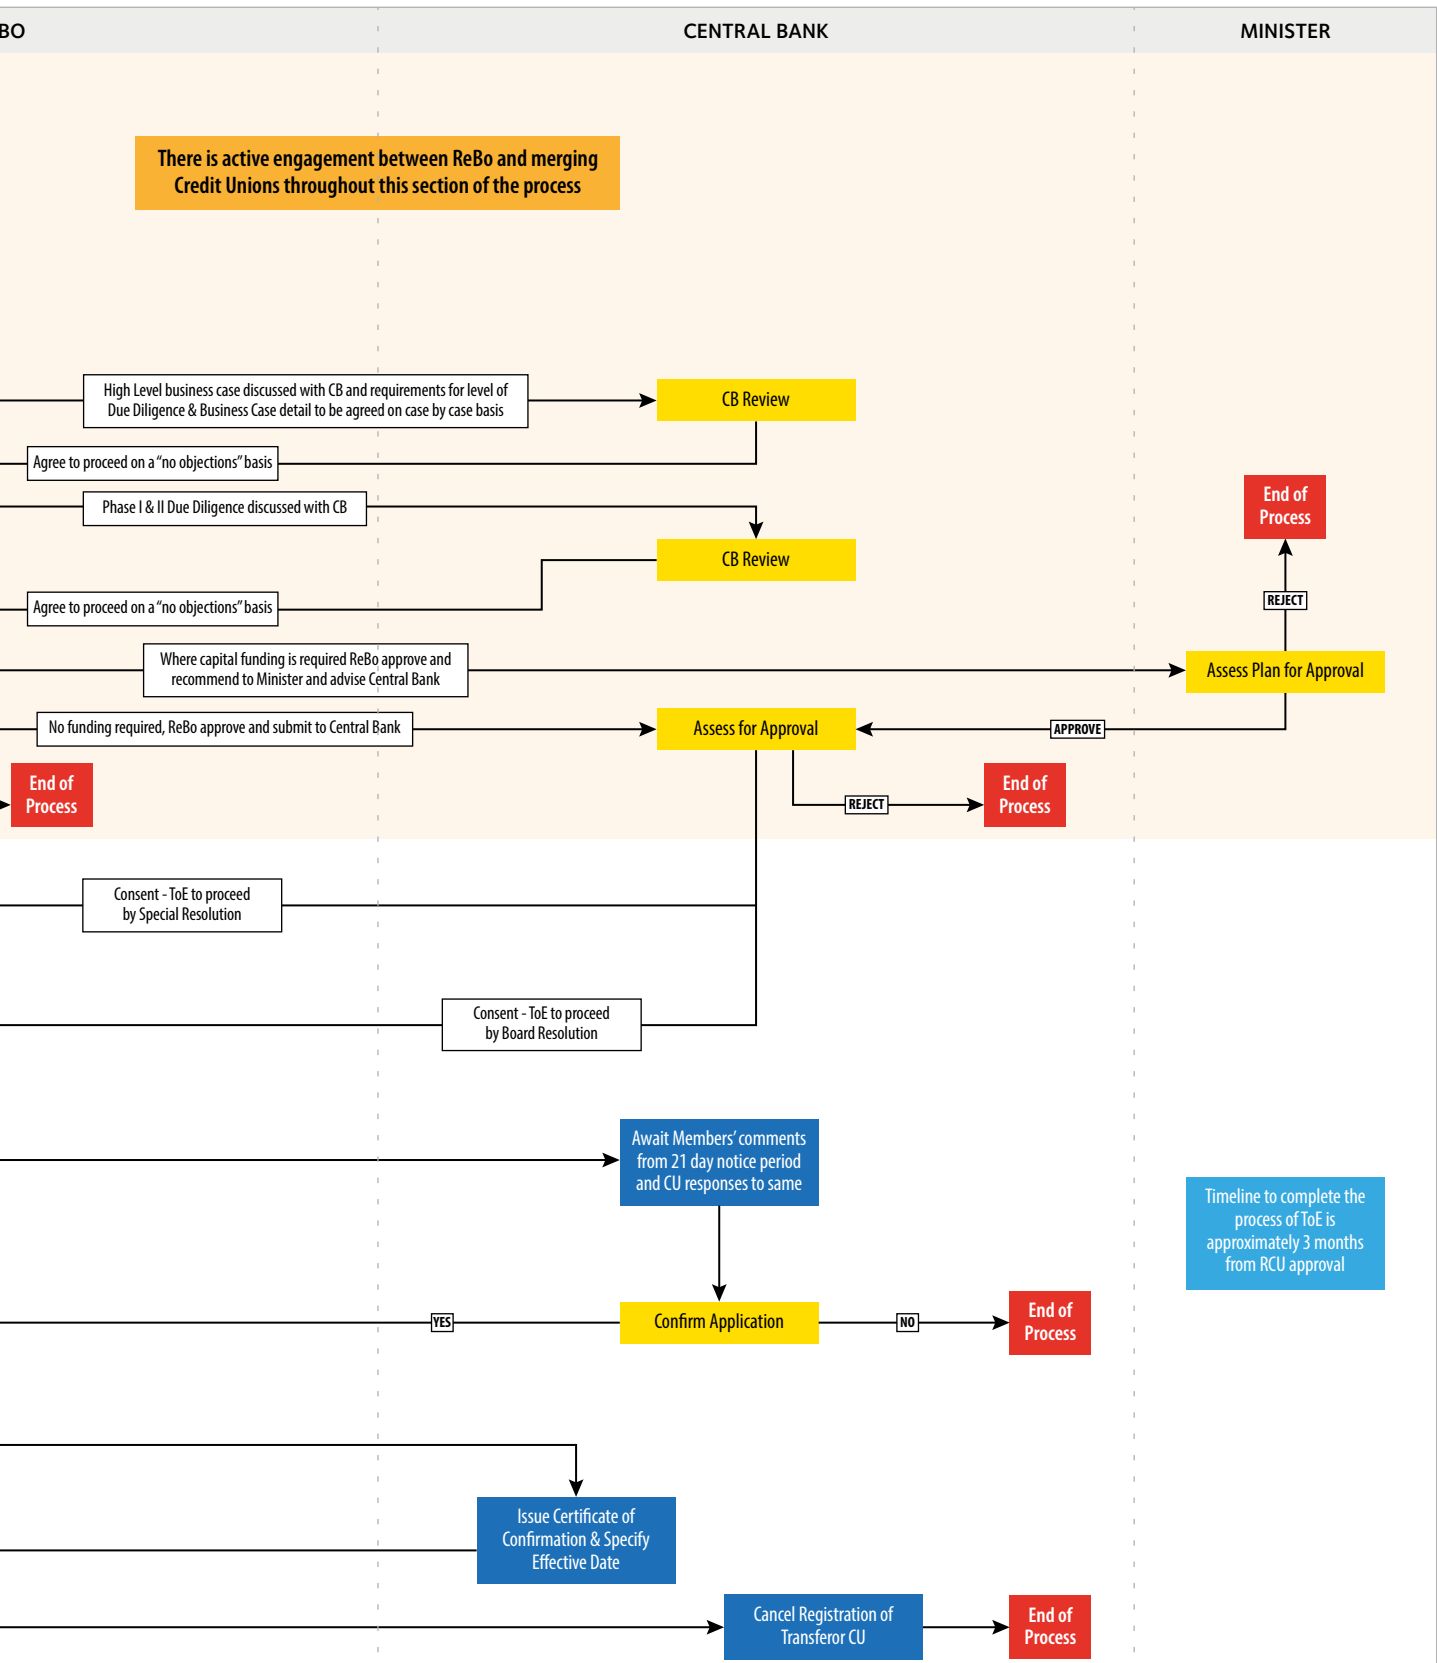 BO
CENTRAL BANK
MINISTER
There is active engagement between ReBo and merging
Credit Unions throughout this section of the process
High Level business case discussed with CB and requirements for level of
Due Diligence & Business Case detail to be agreed on case by case basis
CB Review
Agree to proceed on a “no objections” basis
Phase I & II Due Diligence discussed with CB
End of
Process
CB Review
REJECT
Agree to proceed on a “no objections” basis
Where capital funding is required ReBo approve and
recommend to Minister and advise Central Bank
Assess Plan for Approval
No funding required, ReBo approve and submit to Central Bank
Assess for Approval
APPROVE
End of
Process
REJECT
End of
Process
Consent - ToE to proceed
by Special Resolution
Consent - ToE to proceed
by Board Resolution
Await Members’ comments
from 21 day notice period
and CU responses to same
Timeline to complete the
process of ToE is
approximately 3 months
from RCU approval
YES
Confirm Application
NO
End of
Process
Issue Certificate of
Confirmation & Specify
Effective Date
Cancel Registration of
Transferor CU
End of
Process